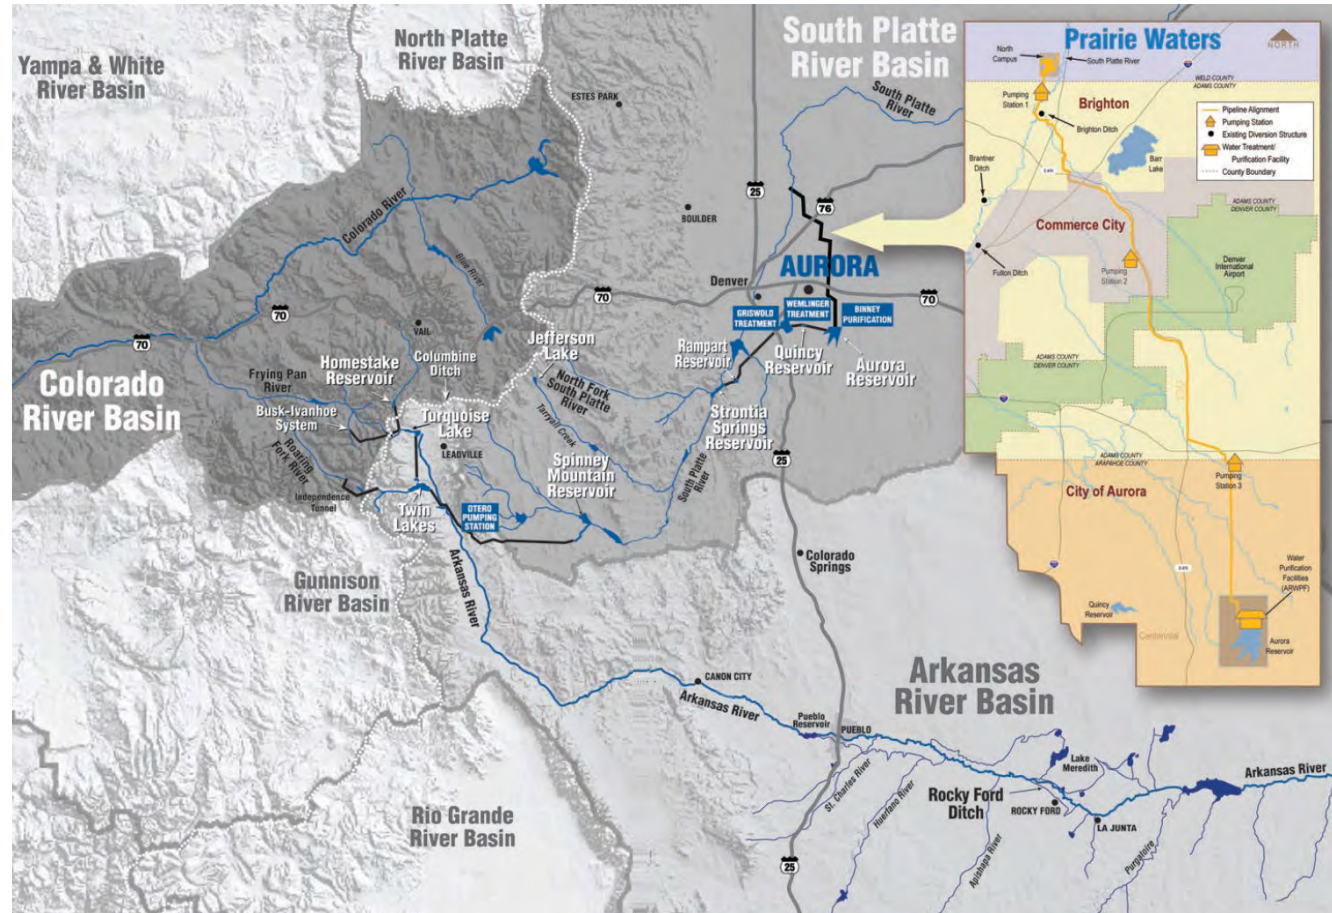 Yampa & White
River Basin
North Platte
River Basin
South Platte
River Basin
ESTES PARK
South Platte
River
Colorado River
Blue River
25
76
BOULDER
Denver
AURORA
70
70
70
70
GRISWOLD
TREATMENT
WEMLINGER
TREATMENT
BINNEY
PURIFICATION
VAIL
Jefferson
Lake
Rampart
Reservoir
Quincy
Reservoir
Aurora
Reservoir
Homestake
Reservoir
Columbine
Ditch
Colorado
River Basin
Frying Pan
River
Busk-Ivanhoe
System
Turquoise
Lake
North Fork
South Platte
River
Strontia
Springs
Reservoir
Tarryall Creek
LEADVILLE
Roaring
Fork River
Spinney
Mountain
Reservoir
South Platte
River
25
Independence
Tunnel
Twin
Lakes
OTERO
PUMPING
STATION
Colorado
Springs
Gunnison
River Basin
Arkansas River
CANON CITY
Arkansas River
Arkansas
River Basin
Pueblo
Reservoir
PUEBLO
Lake
Meredith
Arkansas River
St. Charles River
Huerfano River
Rocky Ford
Ditch
ROCKY FORD
LA JUNTA
Rio Grande
River Basin
Apishapa River
Purgatoire
25
Prairie Waters
NORTH
North
Campus
South Platte River
WELD COUNTY
ADAMS COUNTY
Pumping
Station 1
Brighton
Brighton Ditch
Pipeline Alignment
Pumping Station
Existing Diversion Structure
Water Treatment/
Purification Facility
County Boundary
Brantner
Ditch
Barr
Lake
E-470
ADAMS COUNTY
DENVER COUNTY
Commerce City
Fulton Ditch
Pumping
Station 2
Denver
International
Airport
ADAMS COUNTY
DENVER COUNTY
ADAMS COUNTY
ARAPAHOE COUNTY
Pumping
Station 3
City of Aurora
E-470
Water
Purification
Facilities
(ARWPF)
Quincy
Reservoir
Centennial
Aurora
Reservoir